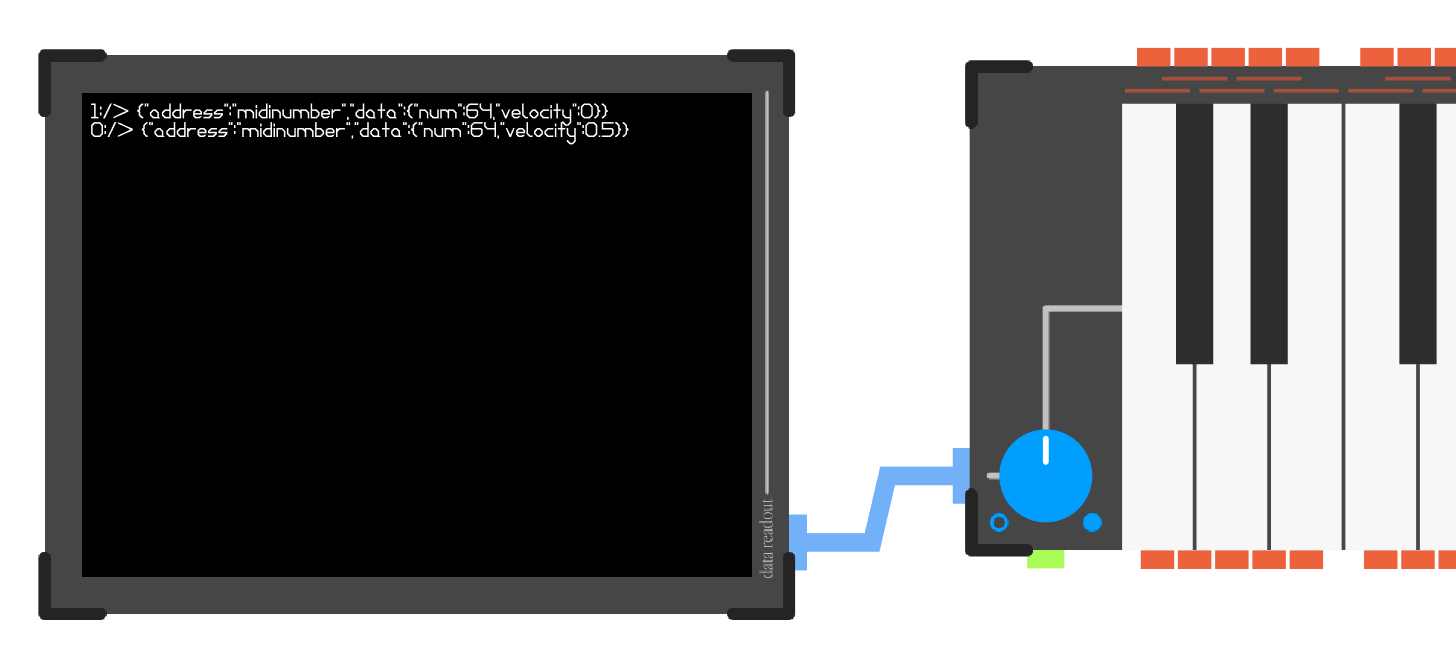 1:/> {"address":"midinumber","data":{"num":64,"velocity":0}}
0:/> {"address":"midinumber","data":{"num":64,"velocity":0.5}}
data readout